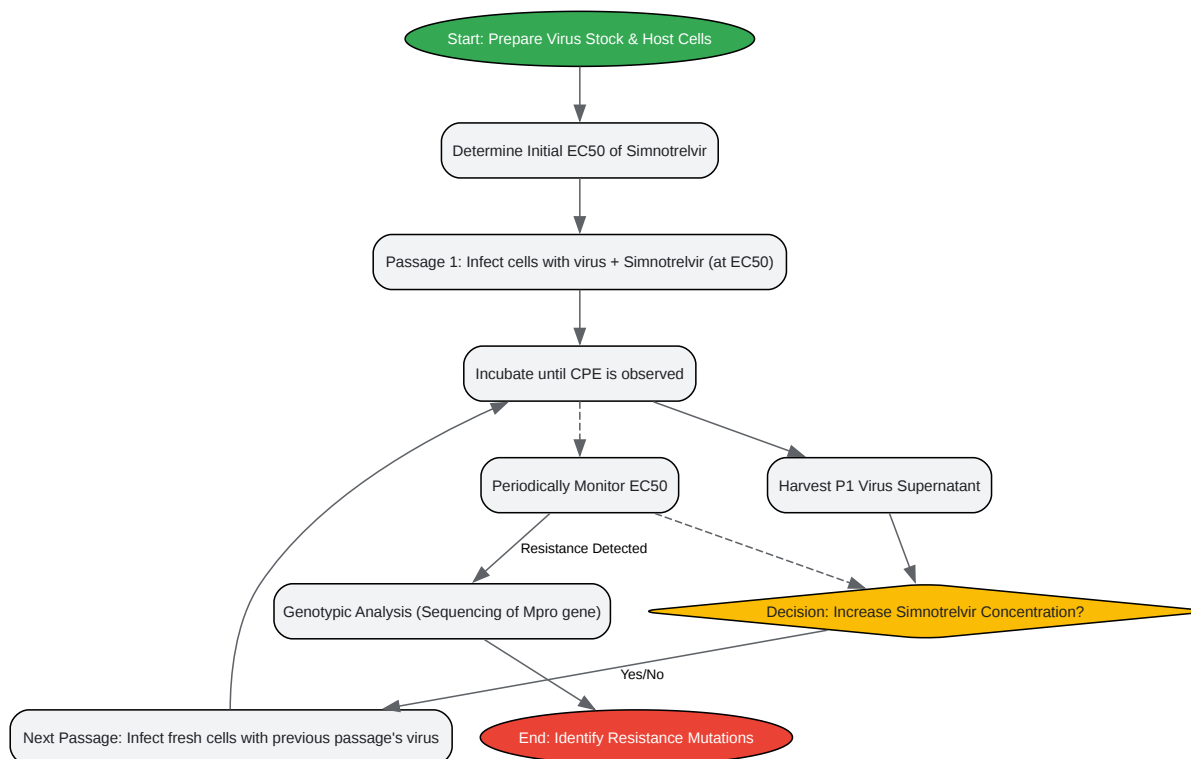 Start: Prepare Virus Stock & Host Cells
Determine Initial EC50 of Simnotrelvir
Passage 1: Infect cells with virus + Simnotrelvir (at EC50)
Incubate until CPE is observed
Periodically Monitor EC50
Harvest P1 Virus Supernatant
Resistance Detected
Genotypic Analysis (Sequencing of Mpro gene)
Decision: Increase Simnotrelvir Concentration?
Yes/No
Next Passage: Infect fresh cells with previous passage's virus
End: Identify Resistance Mutations